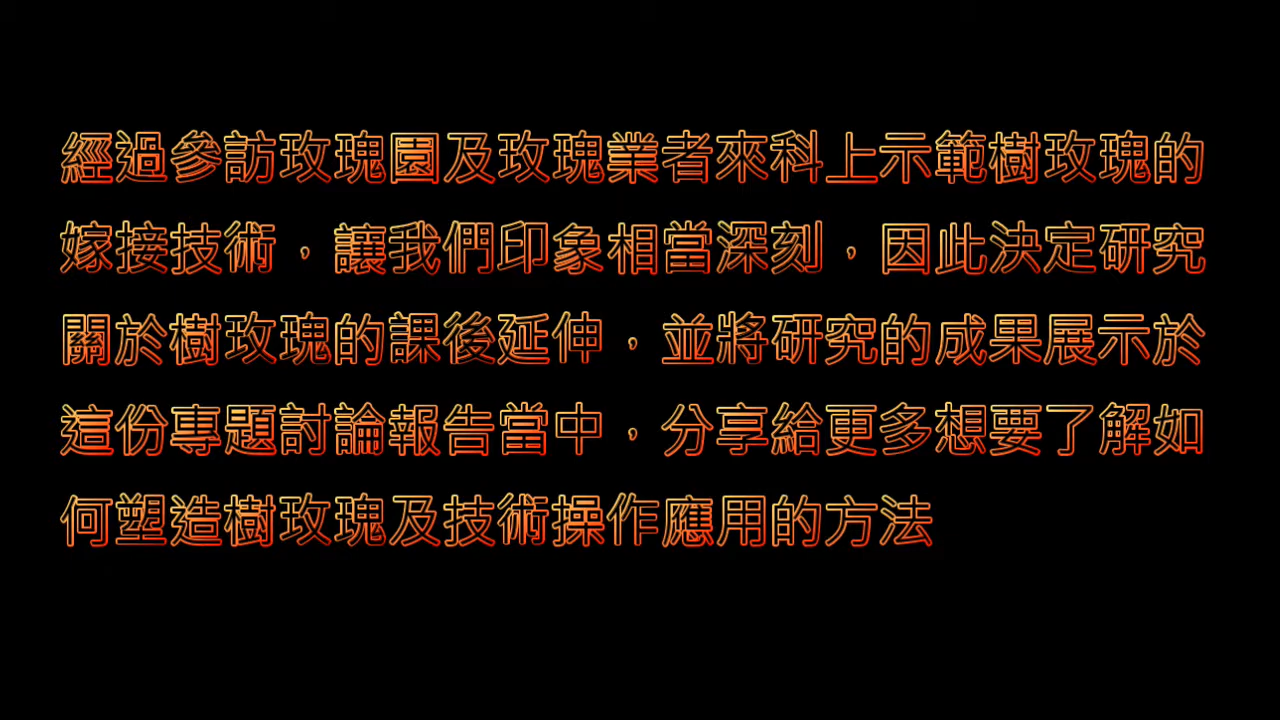 經過參訪玫瑰園及玫瑰業者來科上示範樹玫瑰的
嫁接技術，讓我們印象相當深刻，因此決定研究
關於樹玫瑰的課後延伸，並將研究的成果展示於
這份專題討論報告當中，分享給更多想要了解如
何塑造樹玫瑰及技術操作應用的方法